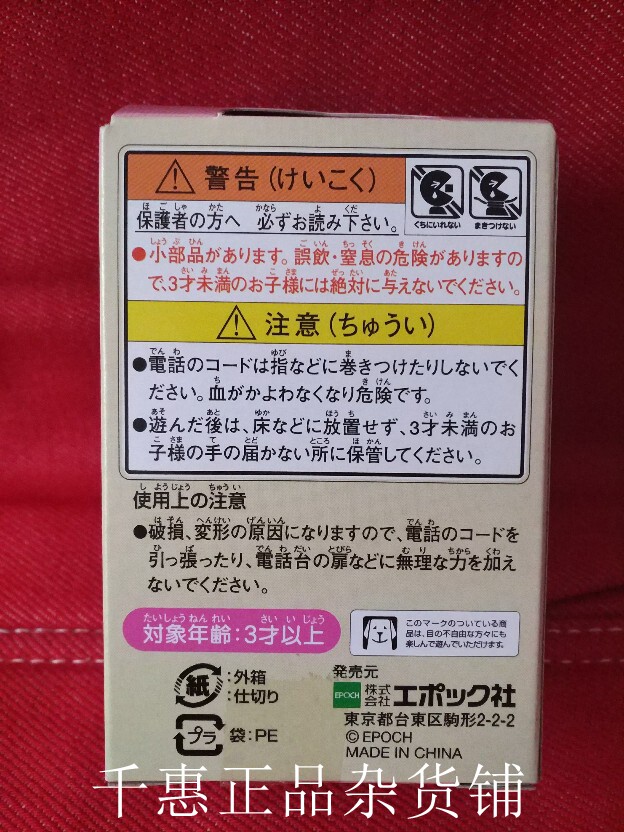 警告(けいこく)
くちにいれない
まきつけない
保護者の方へ 必ずお読み下さい。
●小部品があります。誤飲・窒息の危険がありますの
で、3才未満のお子様には絶対に与えないでください。
注意(ちゅうい)
●電話のコードは指などに巻きつけたりしないでく
ださい。血がかよわなくなり危険です。
●遊んだ後は、床などに放置せず、3才未満のお
子様の手の届かない所に保管してください。
使用上の注意
●破損、変形の原因になりますので、電話のコードを
引っ張ったり、電話台の扉などに無理な力を加え
ないでください。
対象年齢:3才以上
このマークのついている商
品は、目の不自由な方々にも
楽しんで遊んでいただけます。
紙:外箱
:仕切り
プラ 袋:PE
発売元
EPOCH 株式会社エポック社
東京都台東区駒形2-2-2
© EPOCH
MADE IN CHINA
千惠正品杂货铺